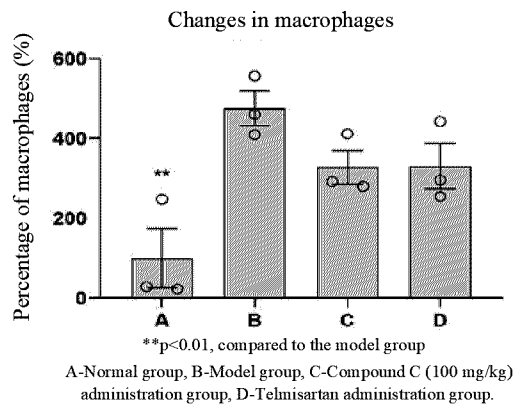 Changes in macrophages
Percentage of macrophages (%)
600
400
200
0
**
A B C D
**p<0.01, compared to the model group
A-Normal group, B-Model group, C-Compound C (100 mg/kg)
administration group, D-Telmisartan administration group.